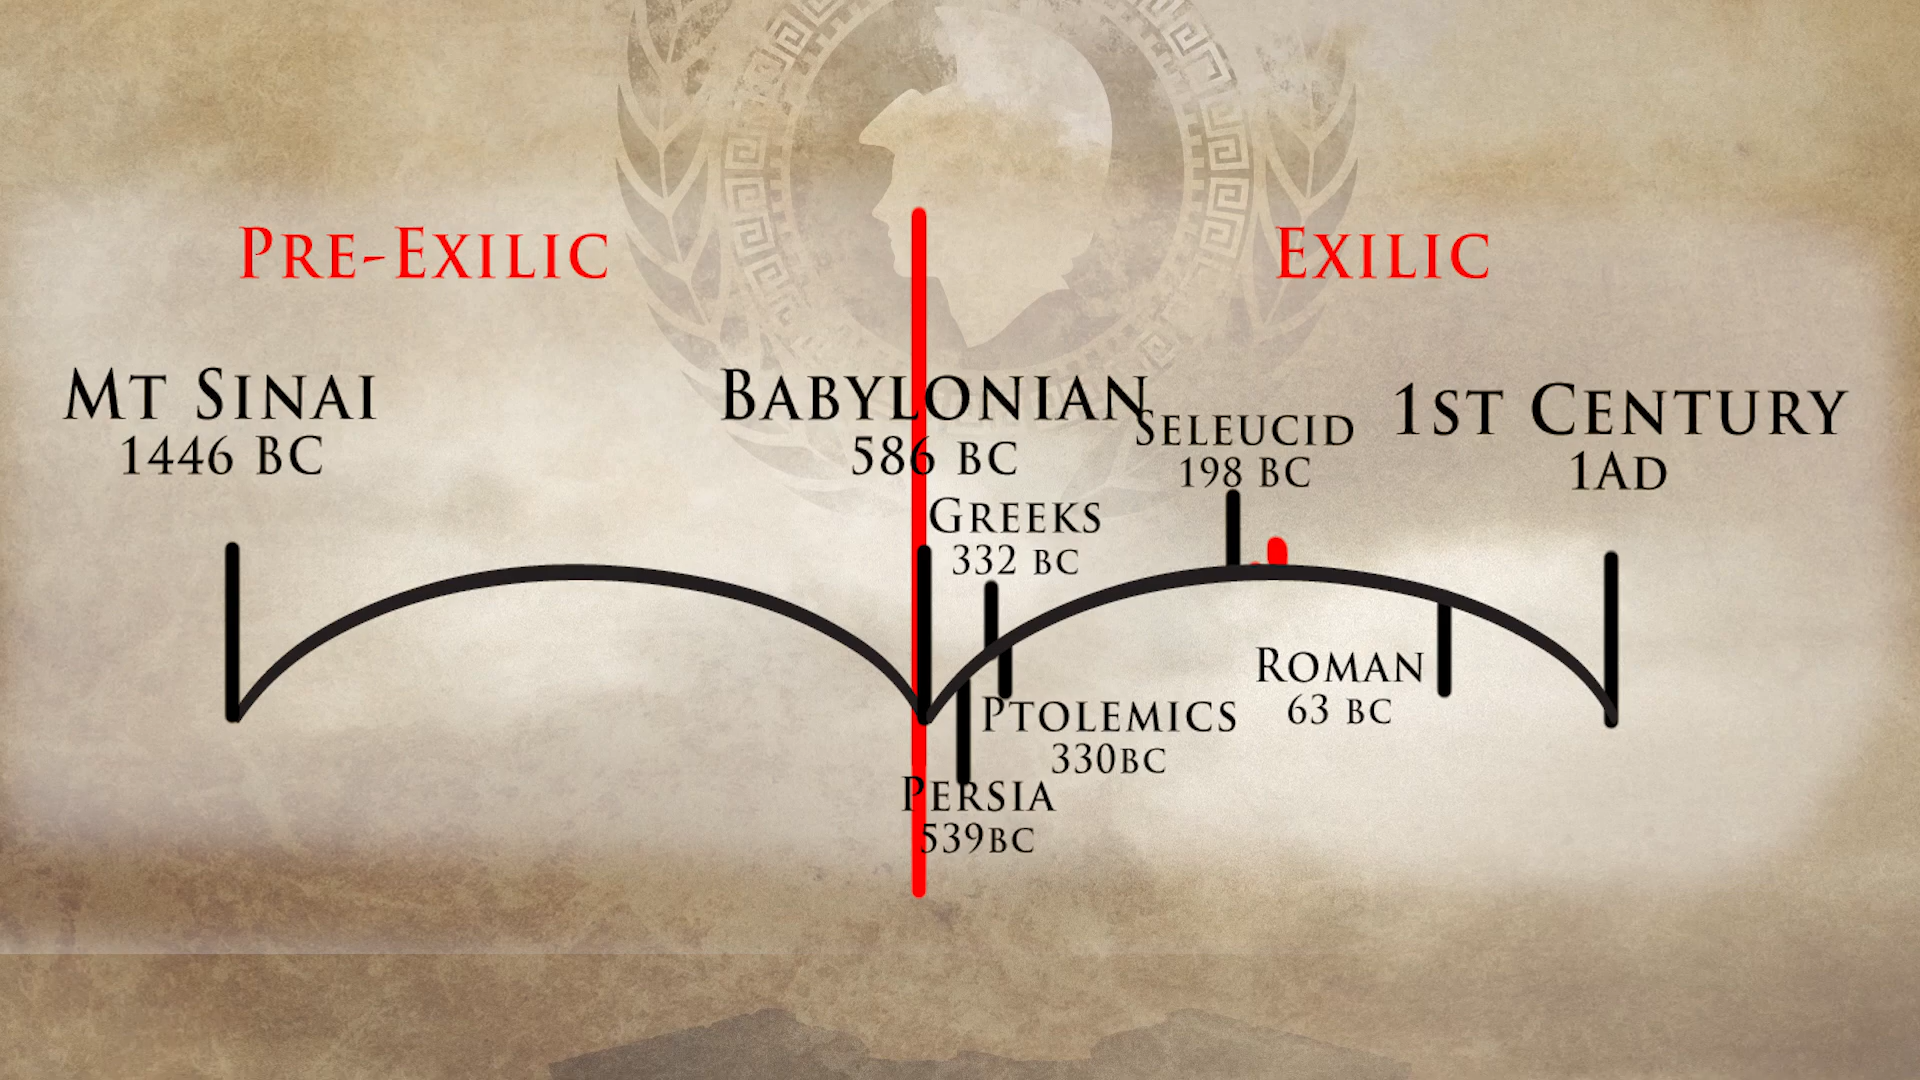 Pre-Exilic
Exilic
Mt Sinai
1446 BC
Babylonian
586 BC
Seleucid
198 BC
1st Century
1Ad
Greeks
332 BC
Roman
63 BC
Ptolemics
330BC
Persia
539BC